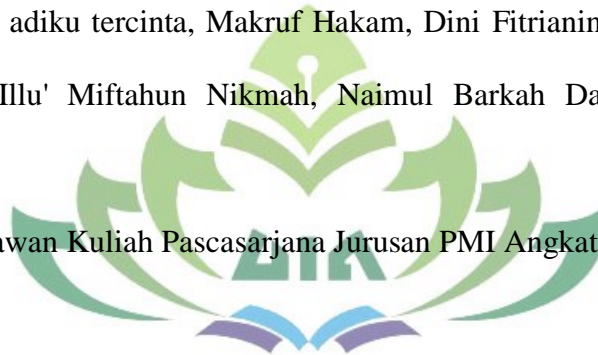 adiku tercinta, Makruf Hakam, Dini Fitrianin
Illu' Miftahun Nikmah, Naimul Barkah Da
awan Kuliah Pascasarjana Jurusan PMI Angkat